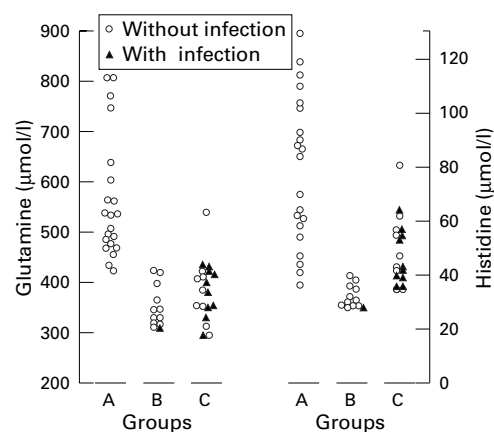 Without infection
With infection
Glutamine (μmol/l)
900
800
700
600
500
400
300
200
A B C
Groups
A B C
Groups
120
100
80
60
40
20
0
Histidine (μmol/l)